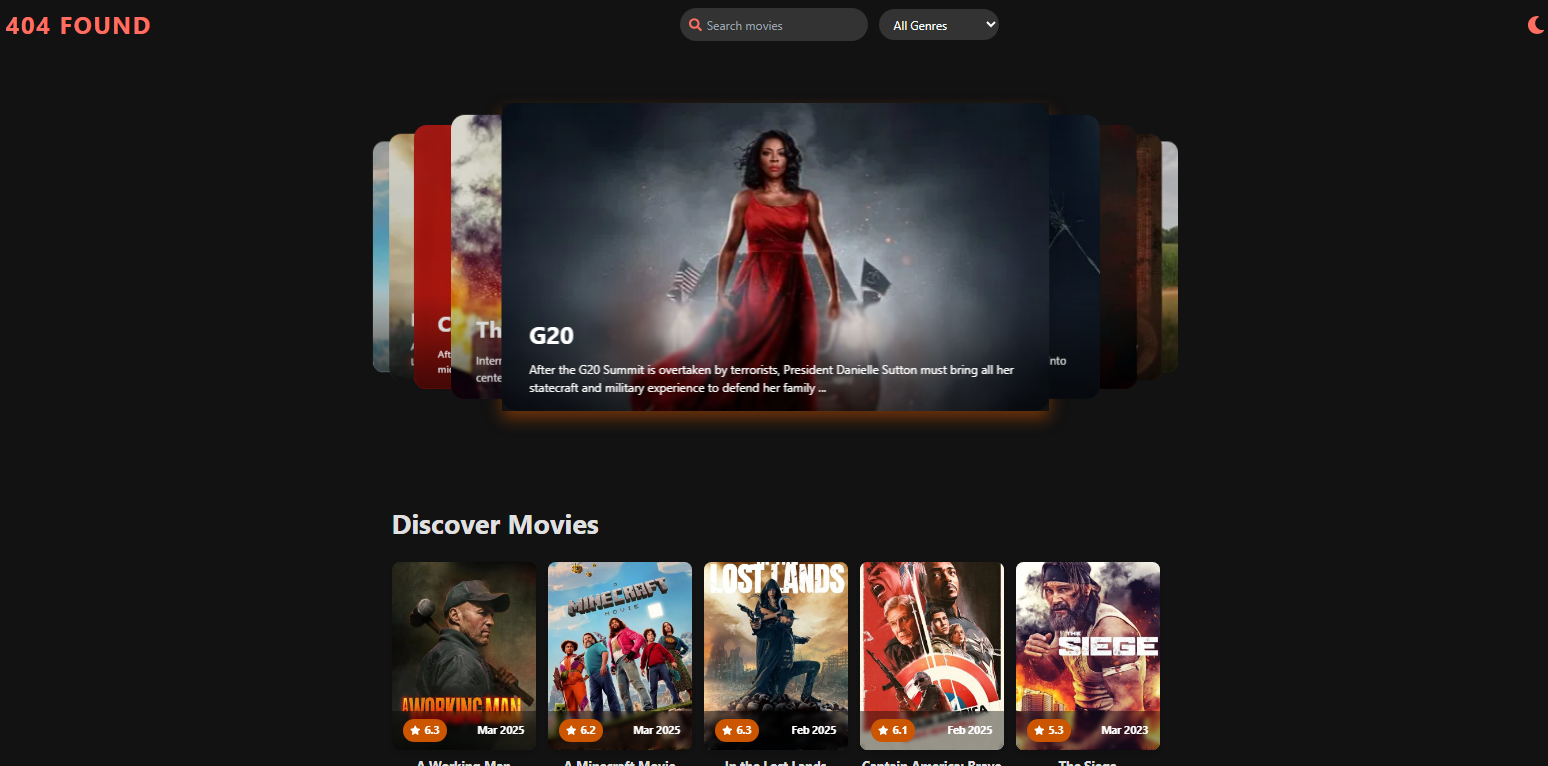 404 FOUND
Search movies
All Genres
C
Th
G20
Aft
mi
Intern
cente
nto
After the G20 Summit is overtaken by terrorists, President Danielle Sutton must bring all her
statecraft and military experience to defend her family ...
Discover Movies
A WORKING MAN
6.3 Mar 2025
MINECRAFT
MOVIE
6.2 Mar 2025
LOST LANDS
6.3 Feb 2025
AMERICA
6.1 Feb 2025
THE
SIEGE
5.3 Mar 2023
A Working Man
A Minecraft Movie
In the Lost Lands
Captain America: Brave
The Siege